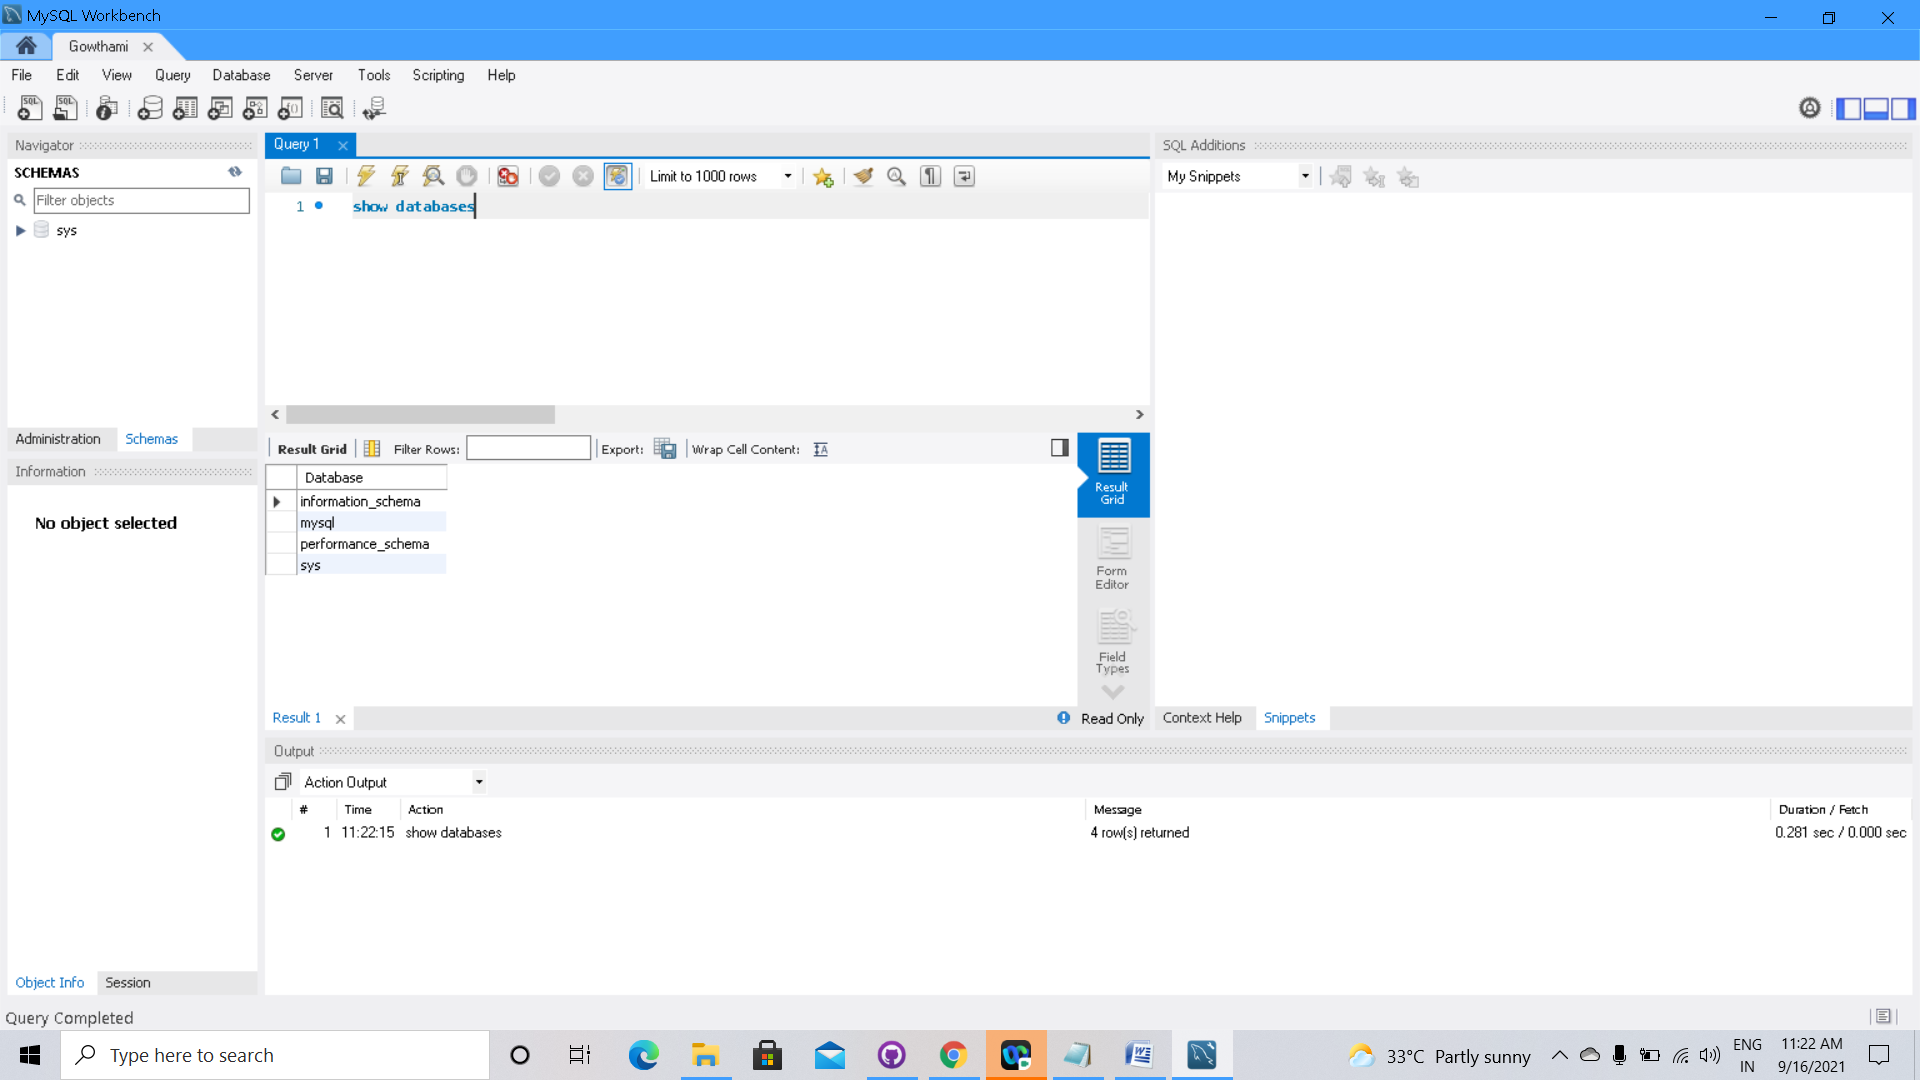 MySQL Workbench
Gowthami
File Edit View Query Database Server Tools Scripting Help
Navigator
SCHEMAS
Filter objects
sys
Administration Schemas
Information
No object selected
Object Info Session
Query 1
Limit to 1000 rows
1 show databases
Result Grid Filter Rows: Export: Wrap Cell Content:
Database
information_schema
mysql
performance_schema
sys
Result
Grid
Form
Editor
Field
Types
Result 1 Read Only
SQL Additions
My Snippets
Context Help Snippets
Output
Action Output
# Time Action Message Duration / Fetch
1 11:22:15 show databases 4 row(s) returned 0.281 sec / 0.000 sec
Query Completed
Type here to search
33°C Partly sunny
ENG
IN
11:22 AM
9/16/2021